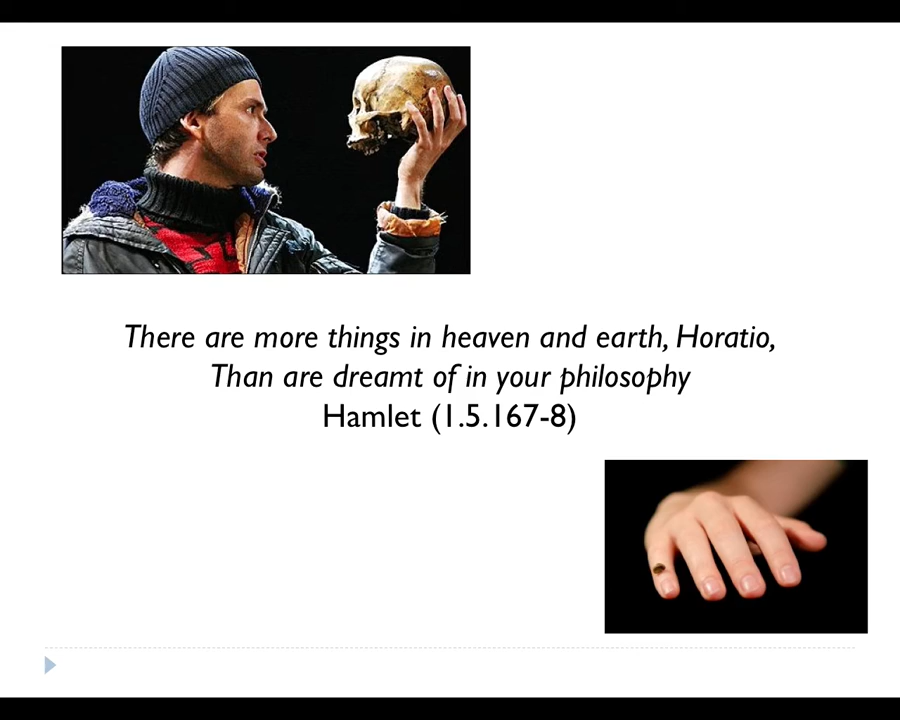 There are more things in heaven and earth, Horatio,
Than are dreamt of in your philosophy
Hamlet (1.5.167-8)